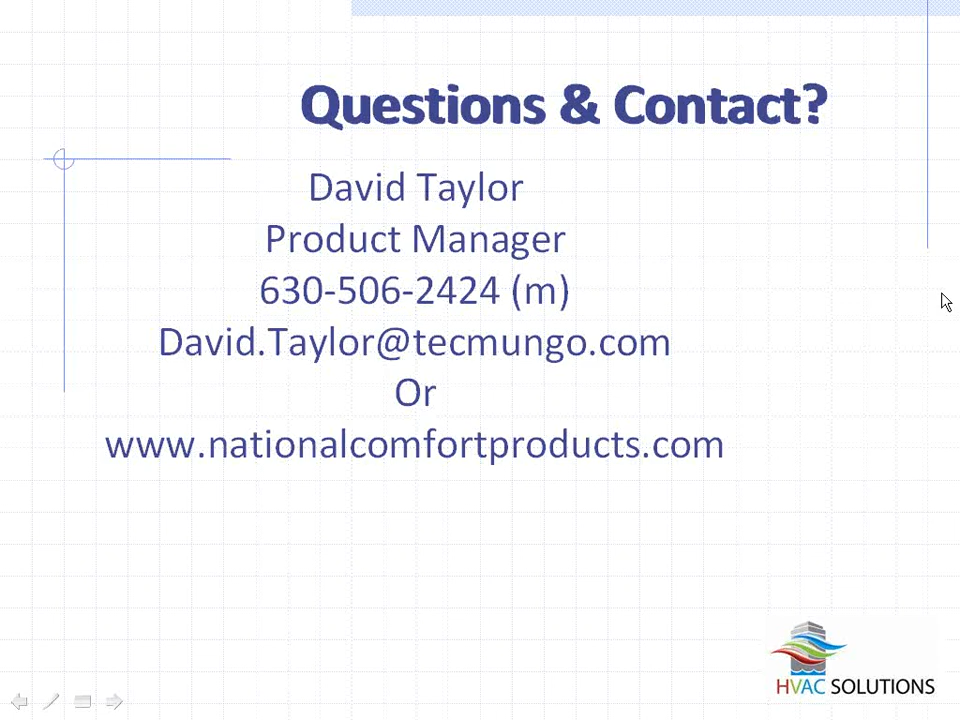 Questions & Contact?
David Taylor
Product Manager
630-506-2424 (m)
David.Taylor@tecmungo.com
Or
www.nationalcomfortproducts.com
HVAC SOLUTIONS